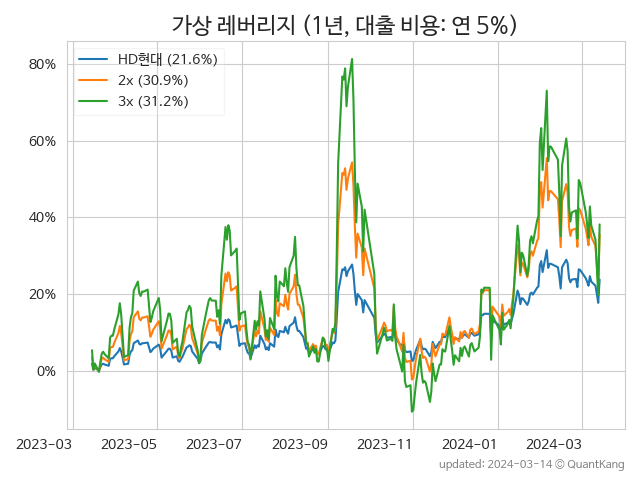 가상 레버리지 (1년, 대출 비용: 연 5%)
HD현대 (21.6%)
2x (30.9%)
3x (31.2%)
80%
60%
40%
20%
0%
2023-03 2023-05 2023-07 2023-09 2023-11 2024-01 2024-03
updated: 2024-03-14 © QuantKang